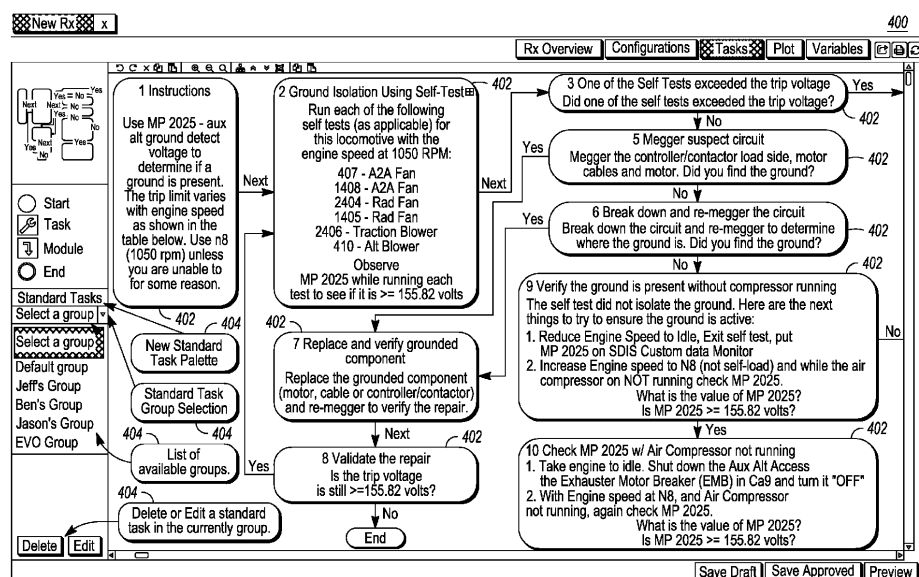 New Rx x
400
Rx Overview Configurations Tasks Plot Variables
Next
Yes = No
Yes
Next
No
Yes = No
No
Next
Yes
Yes
No
Start
Task
Module
End
Standard Tasks
Select a group
Select a group
Default group
Jeff's Group
Ben's Group
Jason's Group
EVO Group
Delete Edit
1 Instructions
Use MP 2025 - aux
alt ground detect
voltage to
determine if a
ground is present.
The trip limit varies
with engine speed
as shown in the
table below. Use n8
(1050 rpm) unless
you are unable to
for some reason.
402
404
New Standard
Task Palette
Standard Task
Group Selection
404
404
List of
available groups.
404
Delete or Edit a standard
task in the currently group.
Next
2 Ground Isolation Using Self-Test
402
Run each of the following
self tests (as applicable) for
this locomotive with the
engine speed at 1050 RPM:
407 - A2A Fan
1408 - A2A Fan
2404 - Rad Fan
1405 - Rad Fan
2406 - Traction Blower
410 - Alt Blower
Observe
MP 2025 while running each
test to see if it is >= 155.82 volts
Next
402
7 Replace and verify grounded
component
Replace the grounded component
(motor, cable or controller/contactor)
and re-megger to verify the repair.
Next
402
8 Validate the repair
Is the trip voltage
is still >=155.82 volts?
Yes
No
End
3 One of the Self Tests exceeded the trip voltage
Did one of the self tests exceeded the trip voltage?
Yes
402
No
Yes
5 Megger suspect circuit
Megger the controller/contactor load side, motor
cables and motor. Did you find the ground?
402
No
Yes
6 Break down and re-megger the circuit
Break down the circuit and re-megger to determine
where the ground is. Did you find the ground?
402
No
402
9 Verify the ground is present without compressor running
The self test did not isolate the ground. Here are the next
things to try to ensure the ground is active:
1. Reduce Engine Speed to Idle, Exit self test, put
MP 2025 on SDIS Custom data Monitor
2. Increase Engine speed to N8 (not self-load) and while the air
compressor on NOT running check MP 2025.
What is the value of MP 2025?
Is MP 2025 >= 155.82 volts?
No
Yes
402
10 Check MP 2025 w/ Air Compressor not running
1. Take engine to idle. Shut down the Aux Alt Access
the Exhauster Motor Breaker (EMB) in Ca9 and turn it "OFF"
2. With Engine speed at N8, and Air Compressor
not running, again check MP 2025.
What is the value of MP 2025?
Is MP 2025 >= 155.82 volts?
Save Draft Save Approved Preview